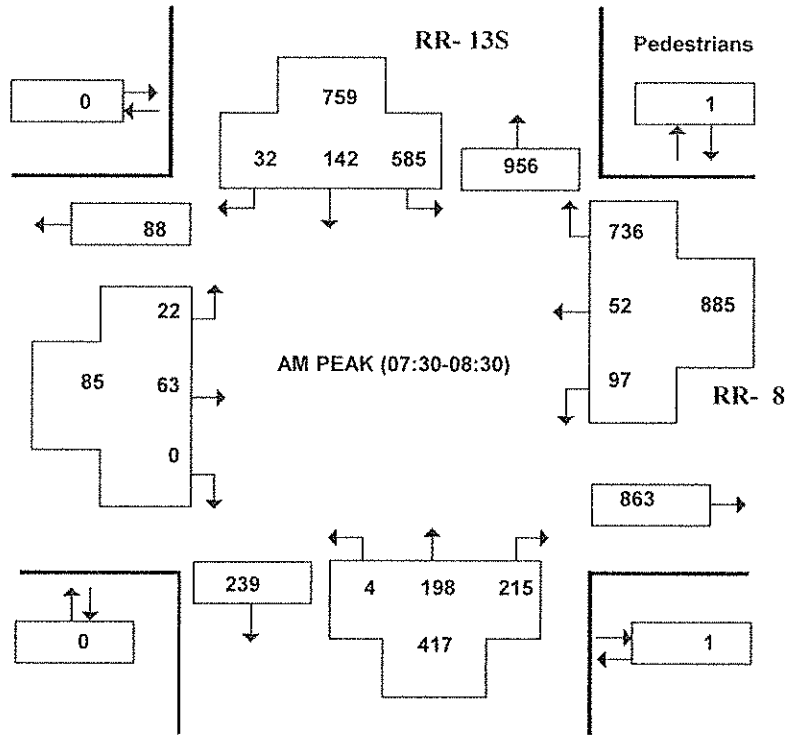 RR- 13S
Pedestrians
0
759
1
32 142 585
956
88
736
22
52 885
AM PEAK (07:30-08:30)
85 63
97
RR- 8
0
863
239
4 198 215
0
417
1